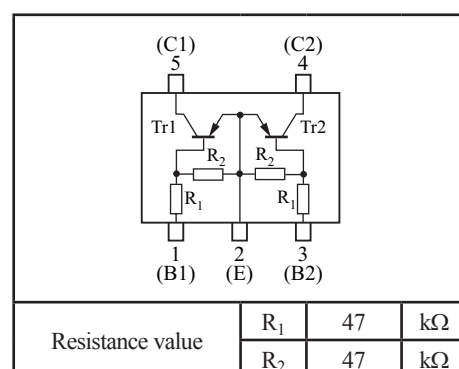 (C1) (C2)
5 4
Tr1 Tr2
R2 R2
R1 R1
1 2 3
(B1) (E) (B2)
Resistance value R1 47 kΩ
R2 47 kΩ